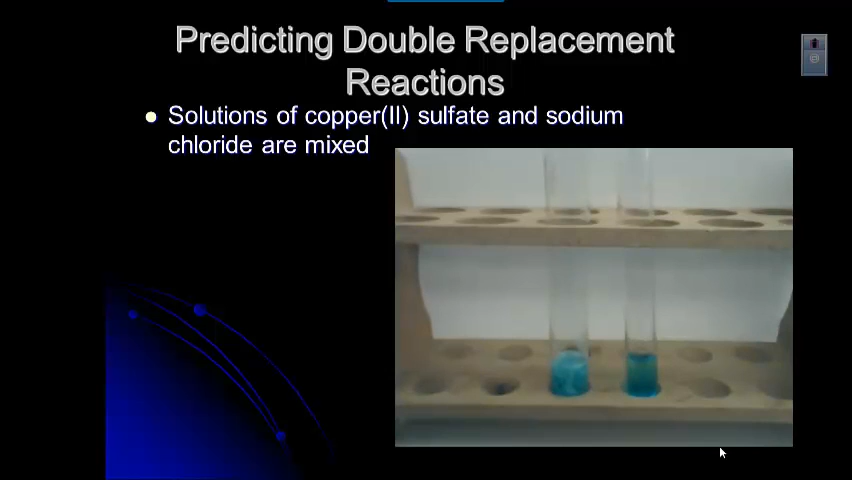 Predicting Double Replacement
Reactions
Solutions of copper(II) sulfate and sodium
chloride are mixed